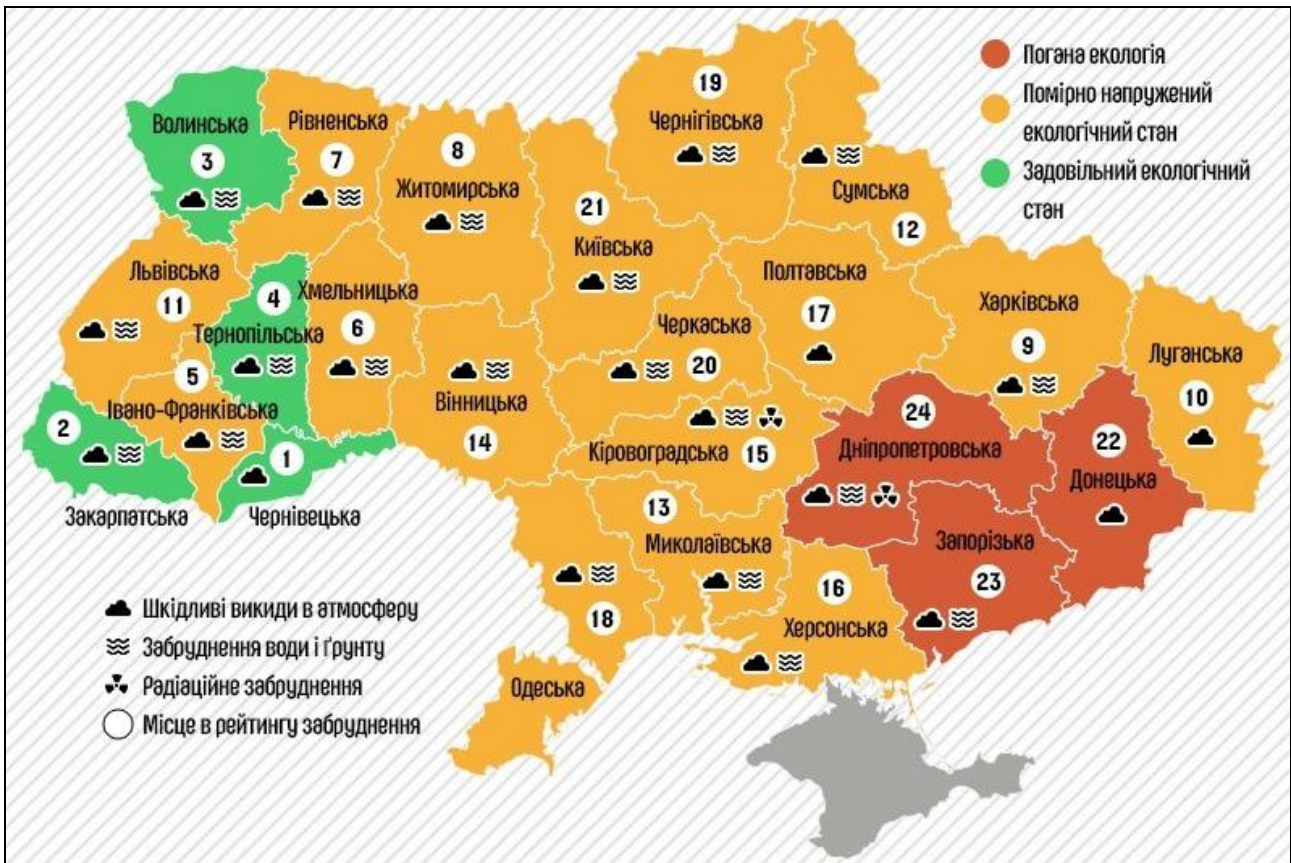 19
Чернігівська
Погана екологія
Помірно напружений
екологічний стан
Задовільний екологічний
стан
Волинська
3
Рівненська
7
8
Житомирська
21
Київська
Сумська
12
Львівська
11
4
Тернопільська
Хмельницька
6
Полтавська
17
Харківська
9
Луганська
10
Черкаська
20
5
Івано-Франківська
Вінницька
14
2
Закарпатська
1
Чернівецька
Кіровоградська
15
24
Дніпропетровська
22
Донецька
13
Миколаївська
Запорізька
23
16
Херсонська
18
Одеська
Шкідливі викиди в атмосферу
Забруднення води і ґрунту
Радіаційне забруднення
Місце в рейтингу забруднення